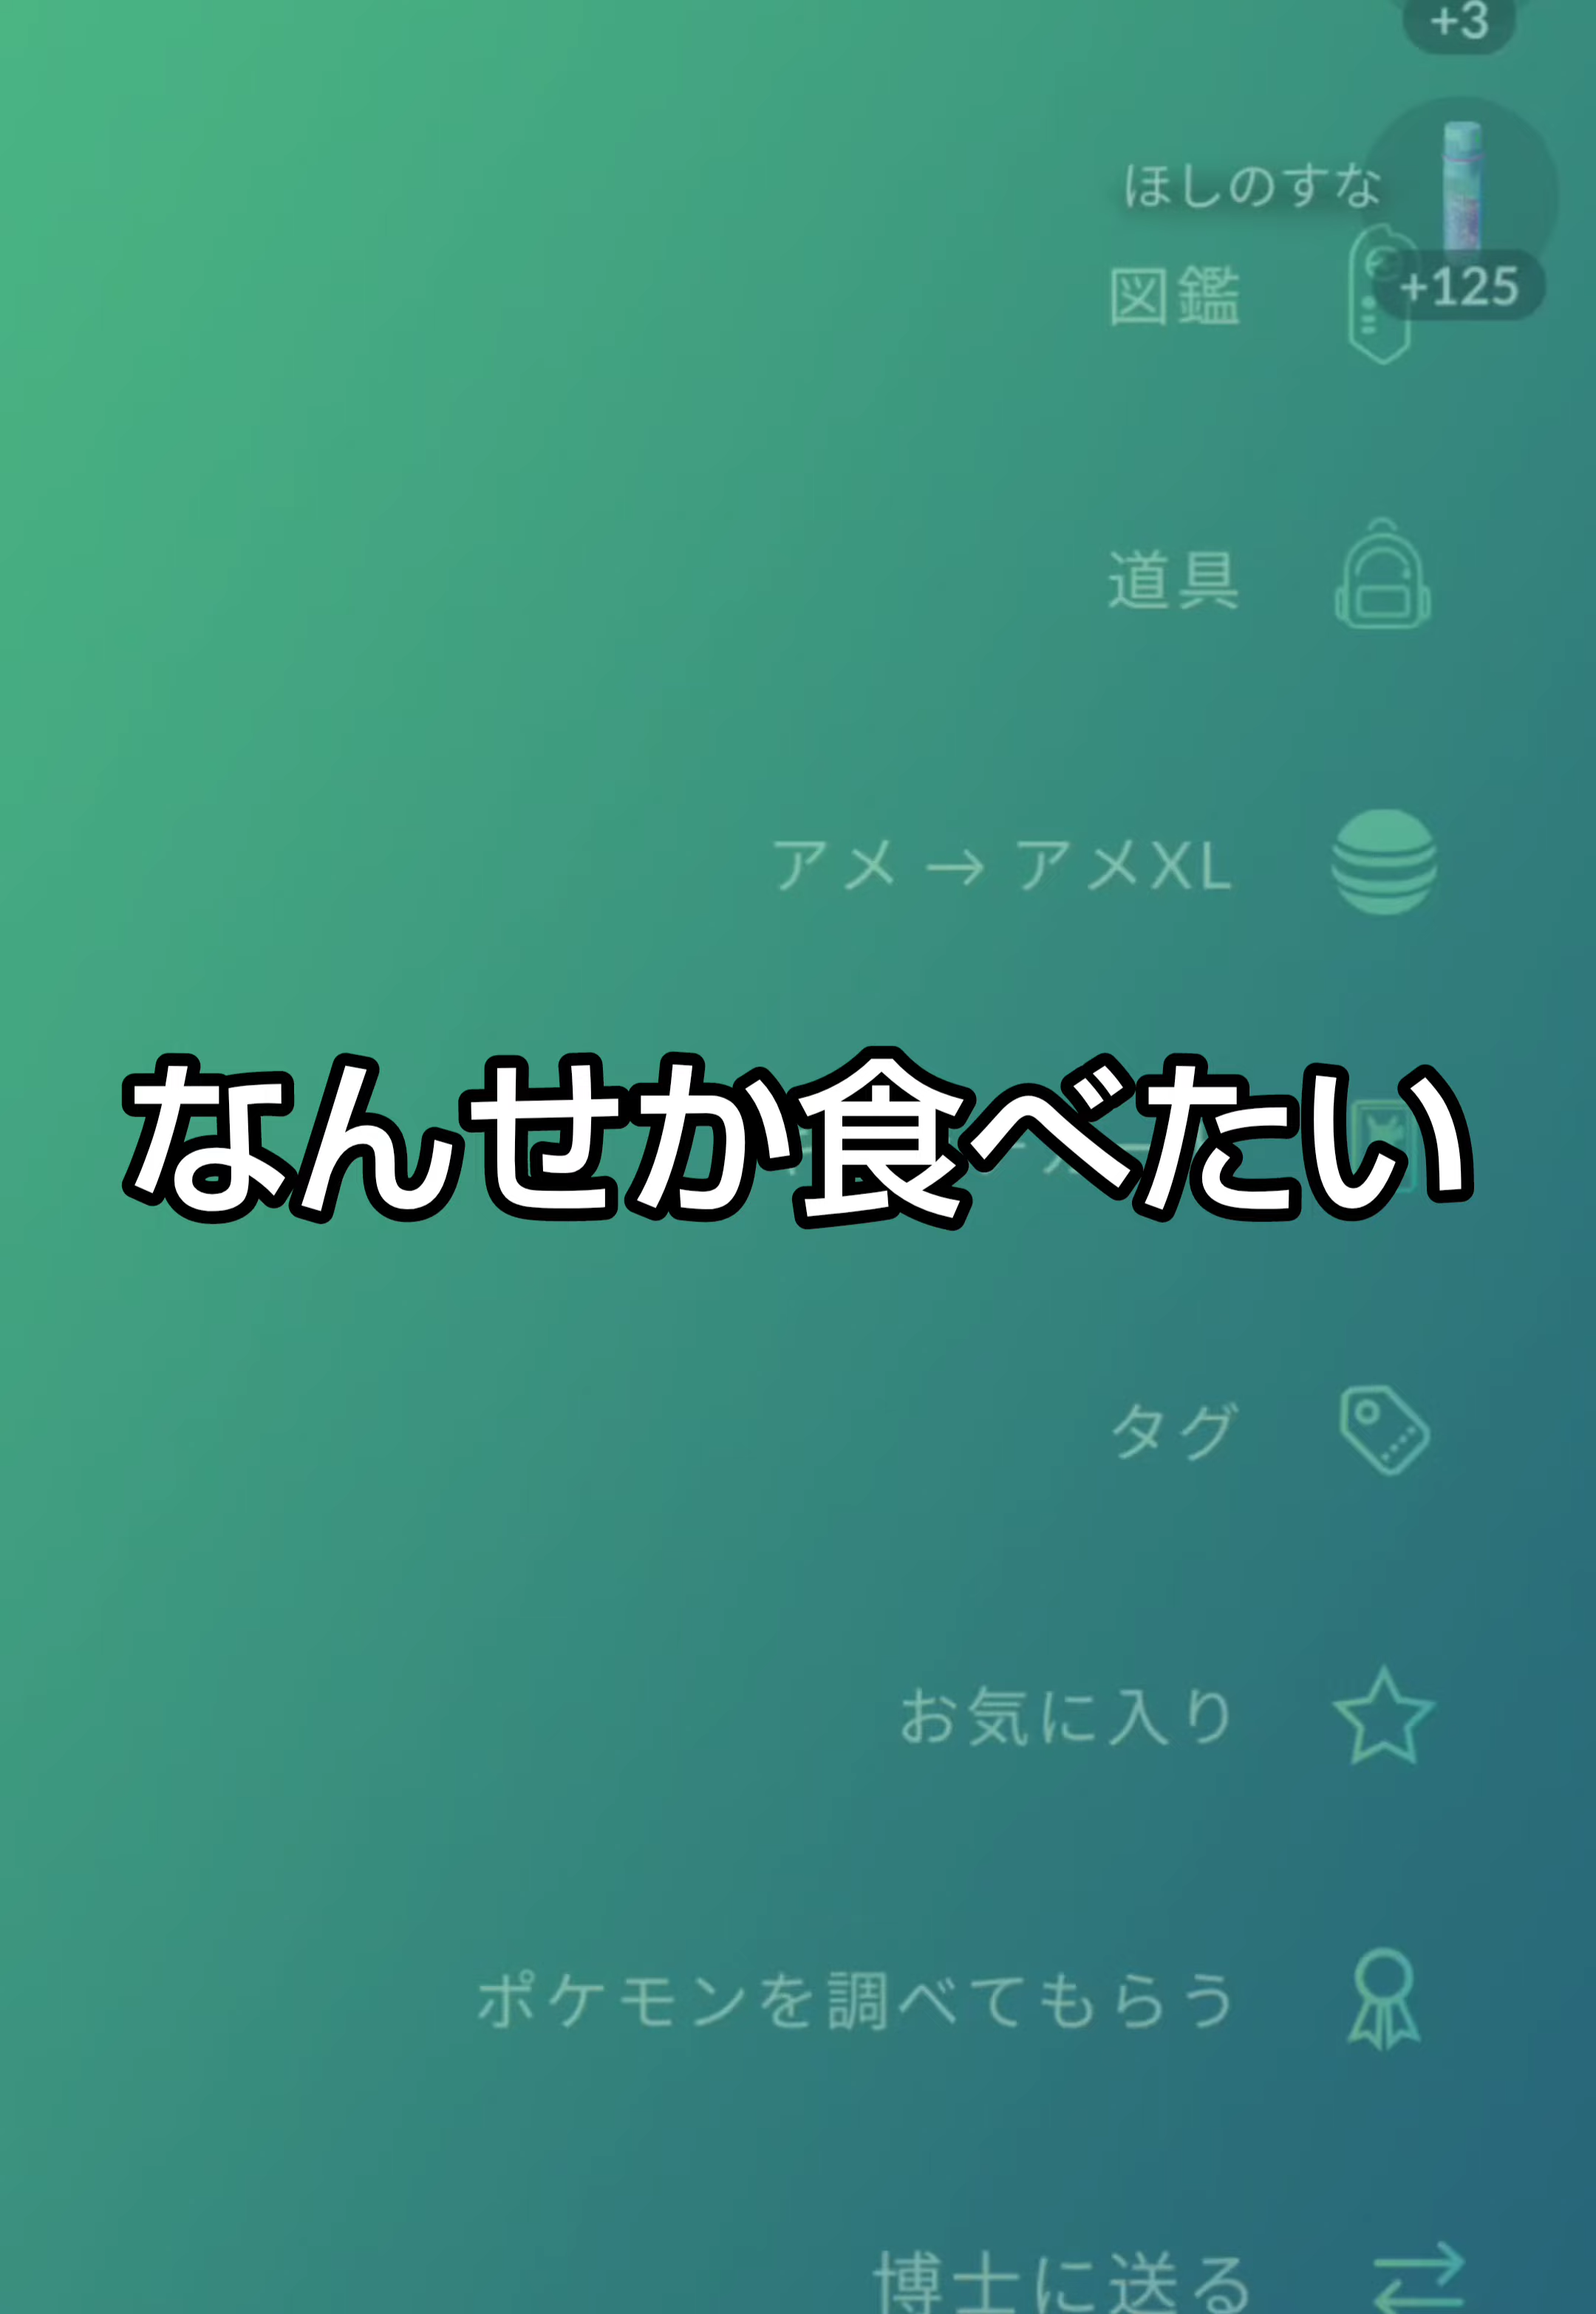 +3
ほしのすな
+125
図鑑
道具
アメ → アメXL
なんせか食べたい
タグ
お気に入り
ポケモンを調べてもらう
博士に送る